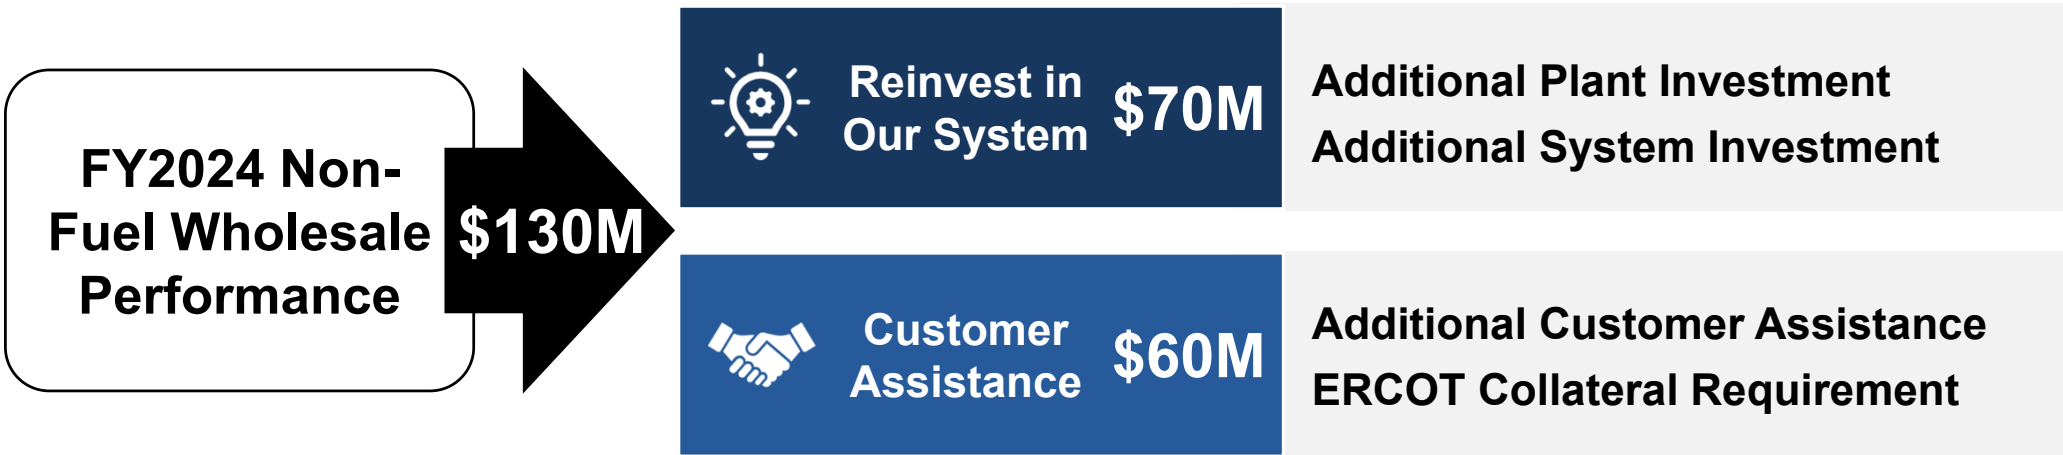 FY2024 Non-
Fuel Wholesale
Performance
$130M
Reinvest in
Our System
$70M
Additional Plant Investment
Additional System Investment
Customer
Assistance
$60M
Additional Customer Assistance
ERCOT Collateral Requirement